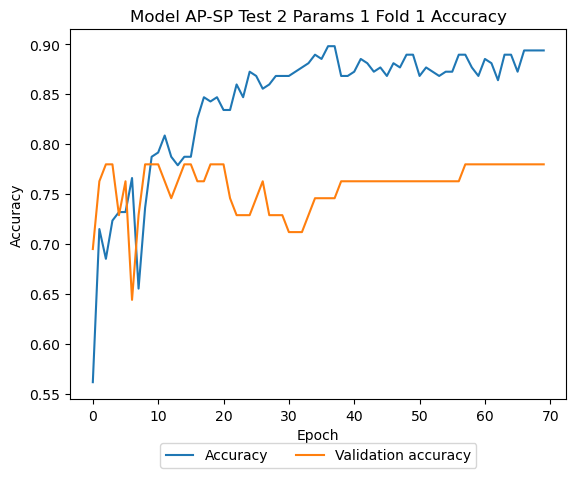 Model AP-SP Test 2 Params 1 Fold 1 Accuracy
0.90
0.85
0.80
0.75
0.70
0.65
0.60
0.55
Accuracy
0 10 20 30 40 50 60 70
Epoch
Accuracy Validation accuracy